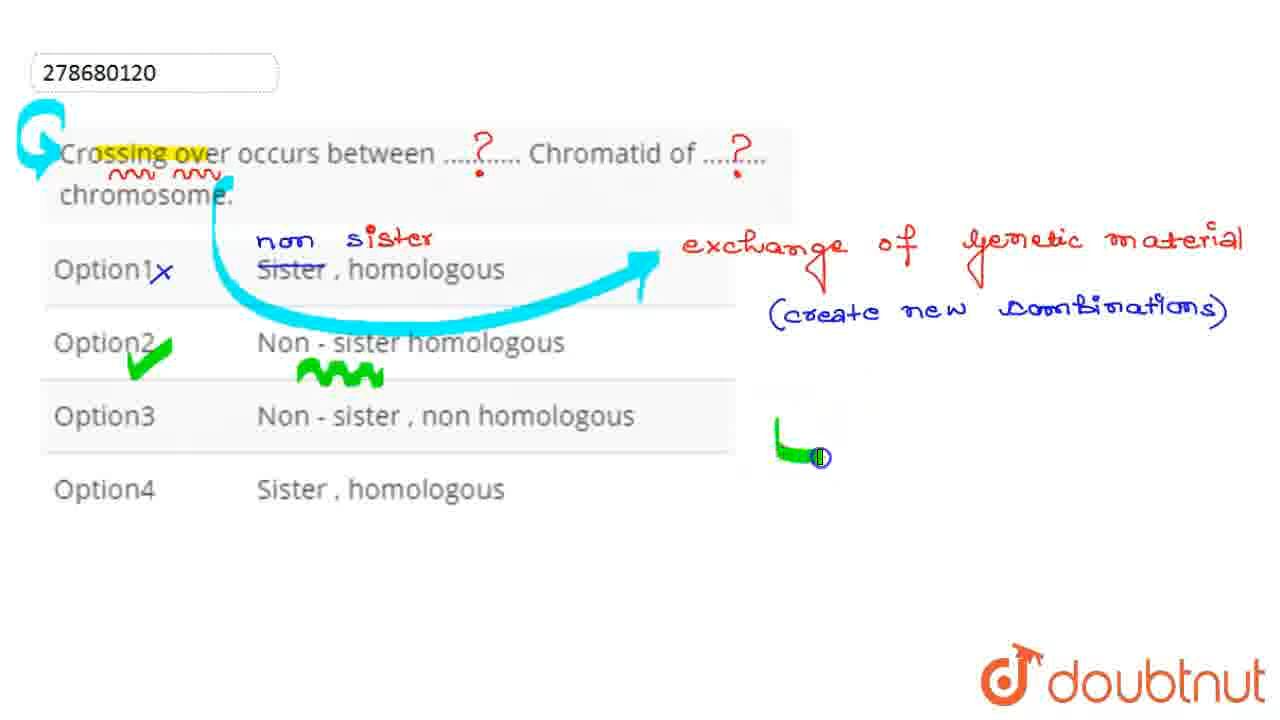 278680120
Crossing over occurs between ......?...... Chromatid of ....?....
chromosome.
non sister
Option1 x Sister , homologous
exchange of genetic material
(create new combinations)
Option2 Non - sister homologous
Option3 Non - sister , non homologous
Option4 Sister , homologous
doubtnut